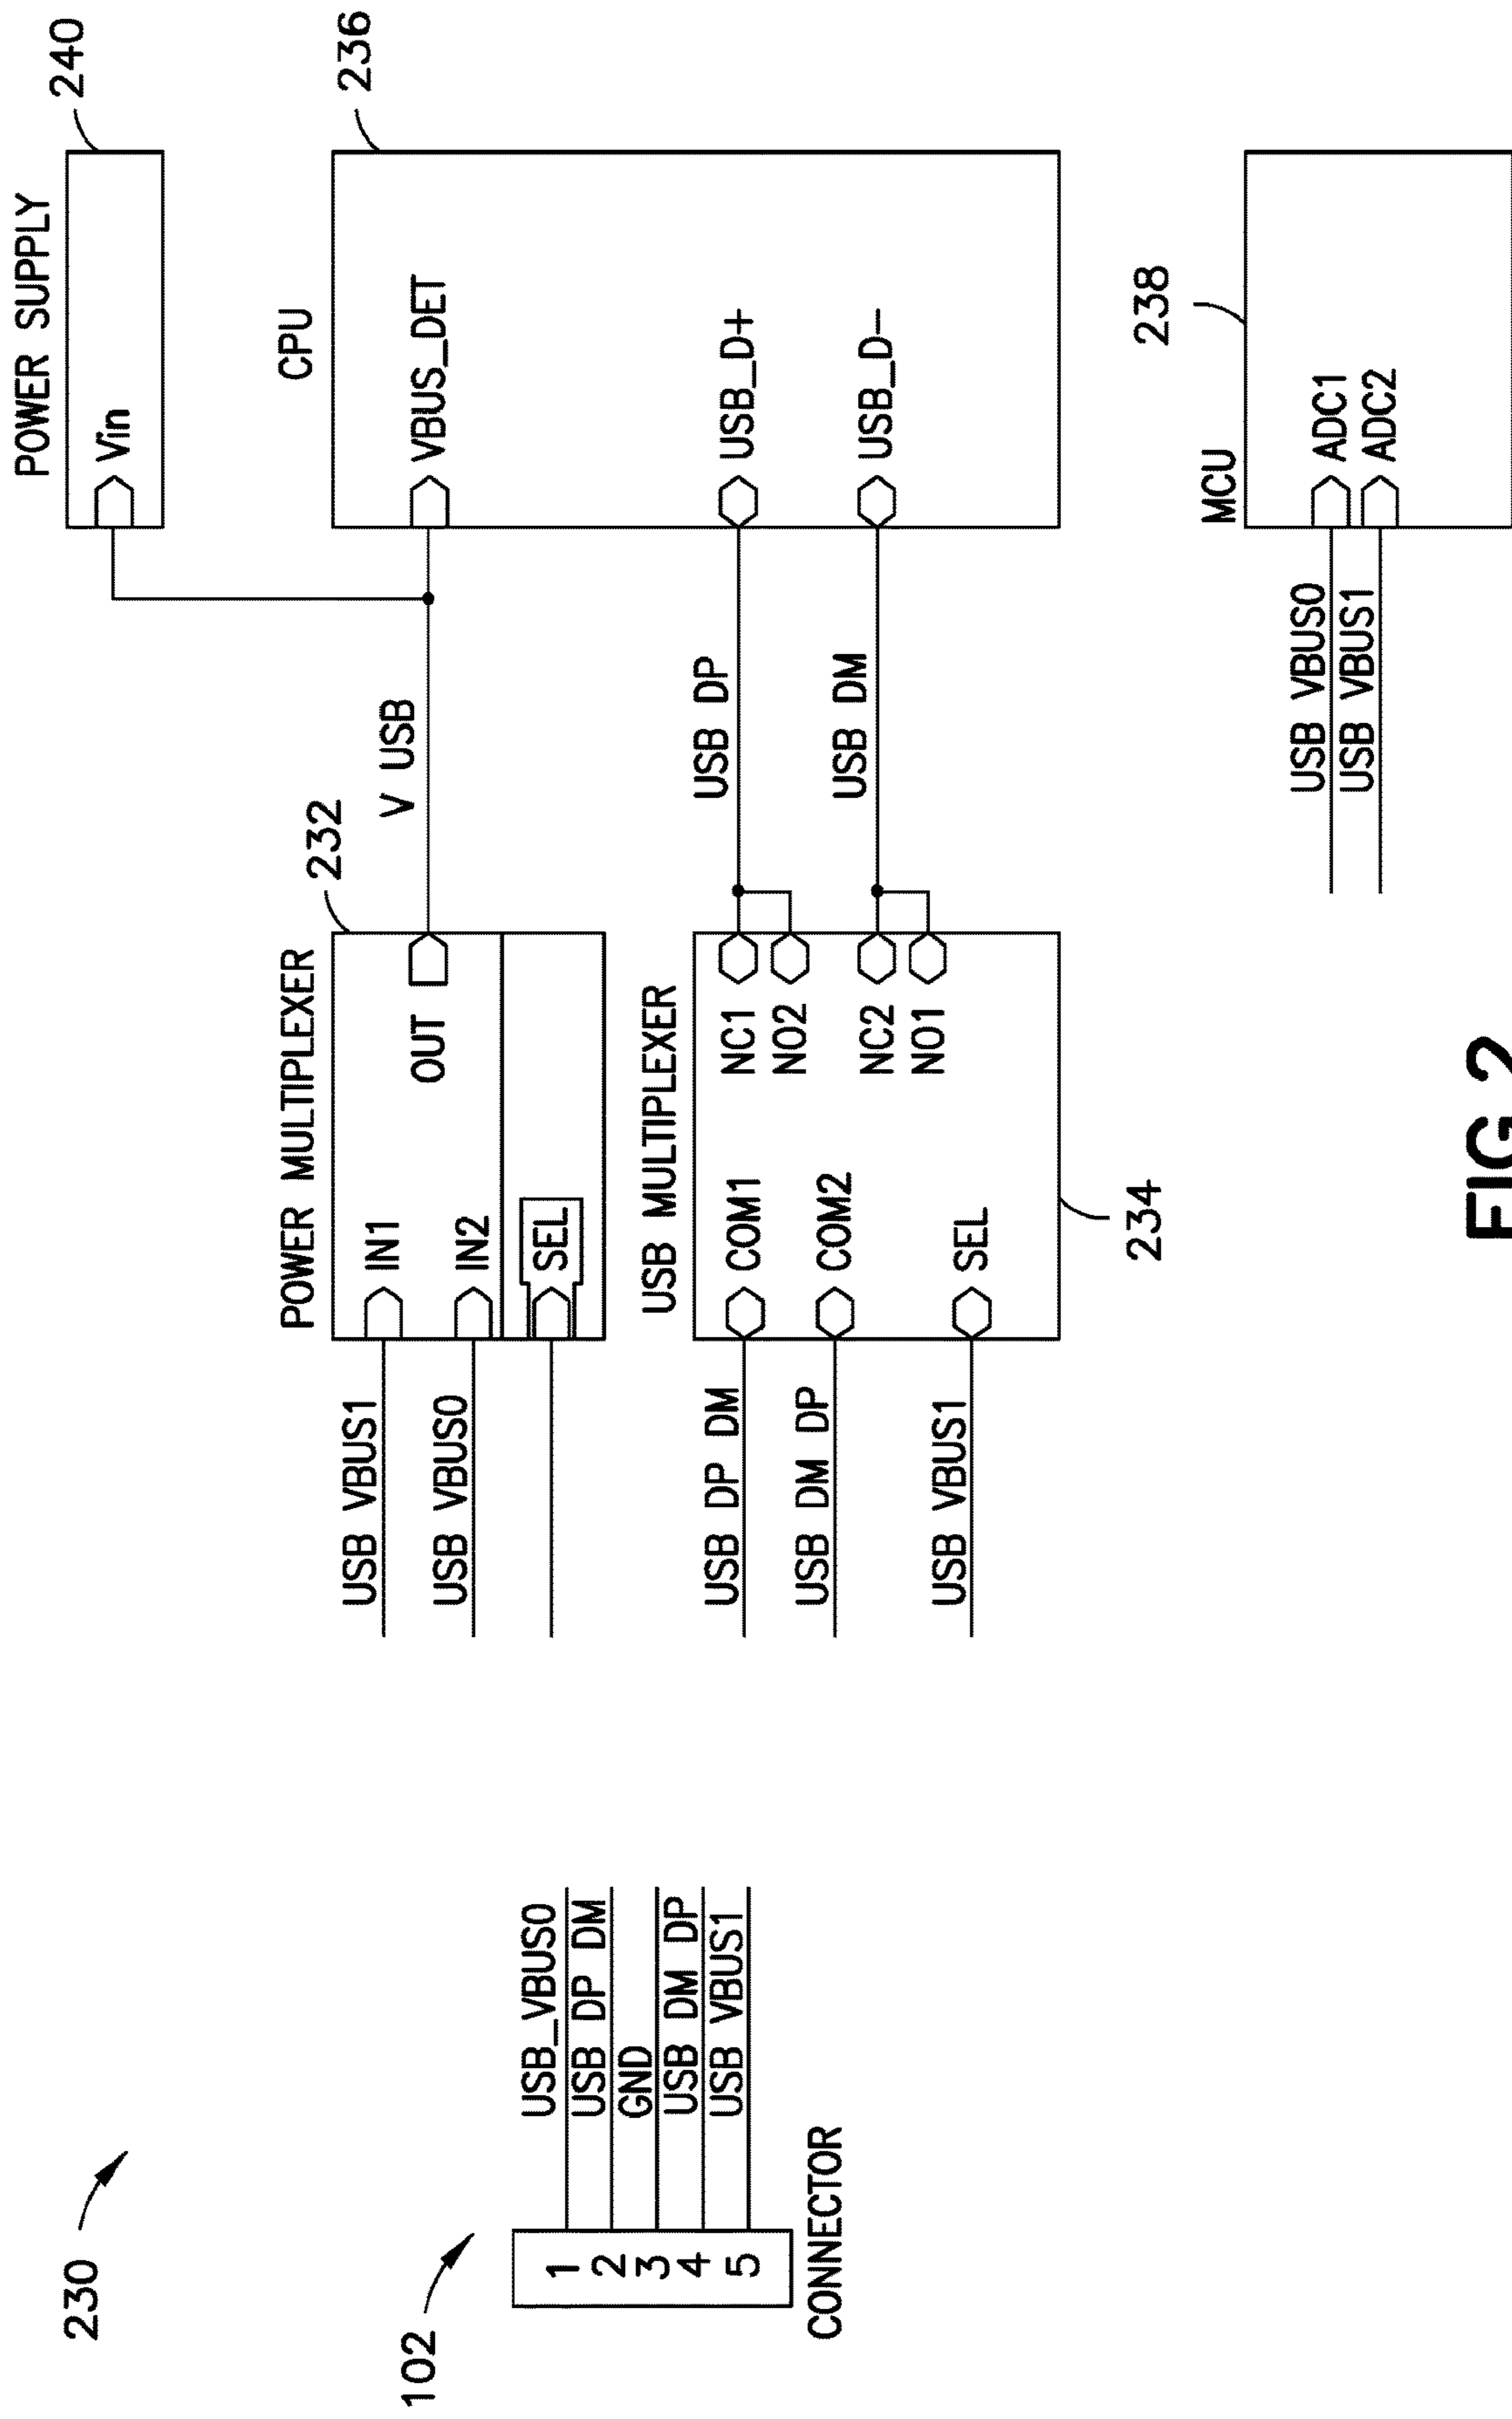 230
102
1
2
3
4
5
CONNECTOR
USB_VBUS0
USB DP DM
GND
USB DM DP
USB VBUS1
POWER MULTIPLEXER
232
USB VBUS1
IN1
USB VBUS0
IN2
SEL
OUT
V USB
USB MULTIPLEXER
USB DP DM
COM1
USB DM DP
COM2
USB VBUS1
SEL
NC1
NO2
NC2
NO1
234
USB DP
USB DM
POWER SUPPLY
240
Vin
CPU
236
VBUS_DET
USB_D+
USB_D-
MCU
238
USB VBUS0
ADC1
USB VBUS1
ADC2
FIG 2